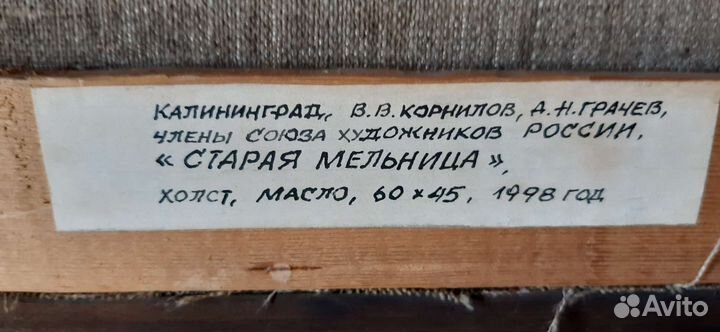 КАЛИНИНГРАД, В.В.КОРНИЛОВ, А.Н.ГРАЧЕВ,
ЧЛЕНЫ СОЮЗА ХУДОЖНИКОВ РОССИИ,
« СТАРАЯ МЕЛЬНИЦА »,
ХОЛСТ, МАСЛО, 60 × 45, 1998 ГОД
Avito